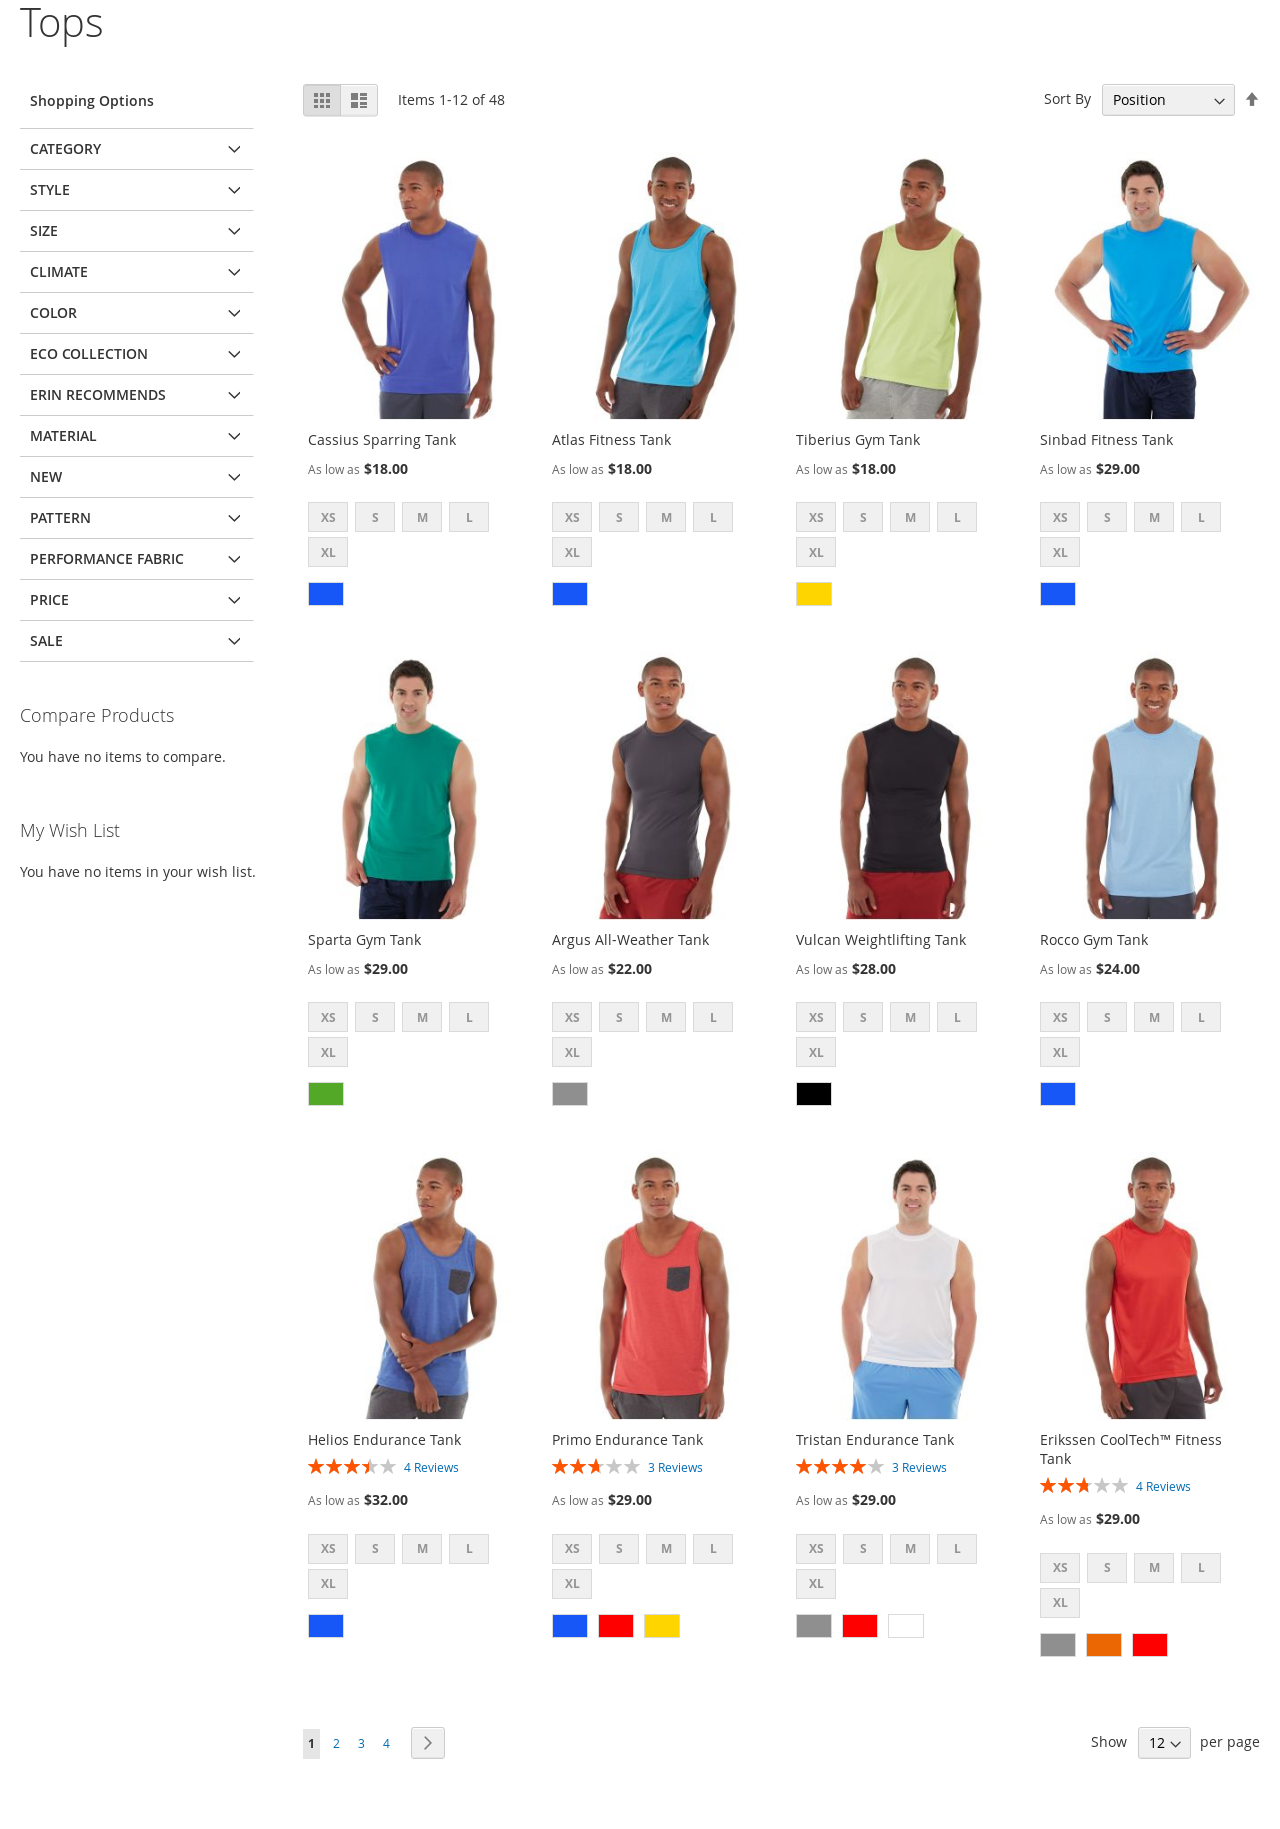 Tops
Shopping Options
CATEGORY
STYLE
SIZE
CLIMATE
COLOR
ECO COLLECTION
ERIN RECOMMENDS
MATERIAL
NEW
PATTERN
PERFORMANCE FABRIC
PRICE
SALE
Compare Products
You have no items to compare.
My Wish List
You have no items in your wish list.
Items 1-12 of 48
Sort By Position
Cassius Sparring Tank
As low as $18.00
XS S M L
XL
Atlas Fitness Tank
As low as $18.00
XS S M L
XL
Tiberius Gym Tank
As low as $18.00
XS S M L
XL
Sinbad Fitness Tank
As low as $29.00
XS S M L
XL
Sparta Gym Tank
As low as $29.00
XS S M L
XL
Argus All-Weather Tank
As low as $22.00
XS S M L
XL
Vulcan Weightlifting Tank
As low as $28.00
XS S M L
XL
Rocco Gym Tank
As low as $24.00
XS S M L
XL
Helios Endurance Tank
4 Reviews
As low as $32.00
XS S M L
XL
Primo Endurance Tank
3 Reviews
As low as $29.00
XS S M L
XL
Tristan Endurance Tank
3 Reviews
As low as $29.00
XS S M L
XL
Erikssen CoolTech™ Fitness
Tank
4 Reviews
As low as $29.00
XS S M L
XL
1 2 3 4
Show 12 per page